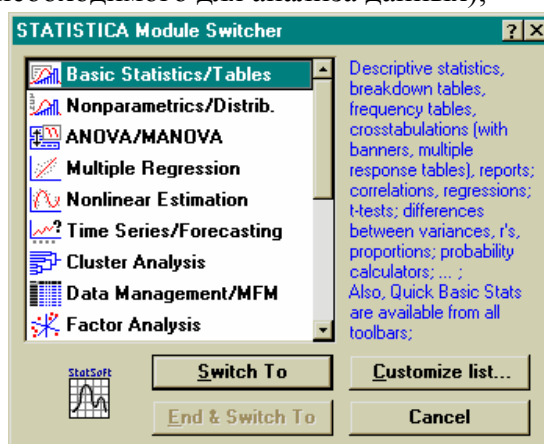 необходимого для анализа данных),
STATISTICA Module Switcher
Basic Statistics/Tables
Nonparametrics/Distrib.
ANOVA/MANOVA
Multiple Regression
Nonlinear Estimation
Time Series/Forecasting
Cluster Analysis
Data Management/MFM
Factor Analysis
Descriptive statistics,
breakdown tables,
frequency tables,
crosstabulations (with
banners, multiple
response tables), reports;
correlations, regressions;
t-tests; differences
between variances, r's,
proportions; probability
calculators; ... ;
Also, Quick Basic Stats
are available from all
toolbars;
StatSoft
Switch To
Customize list...
End & Switch To
Cancel